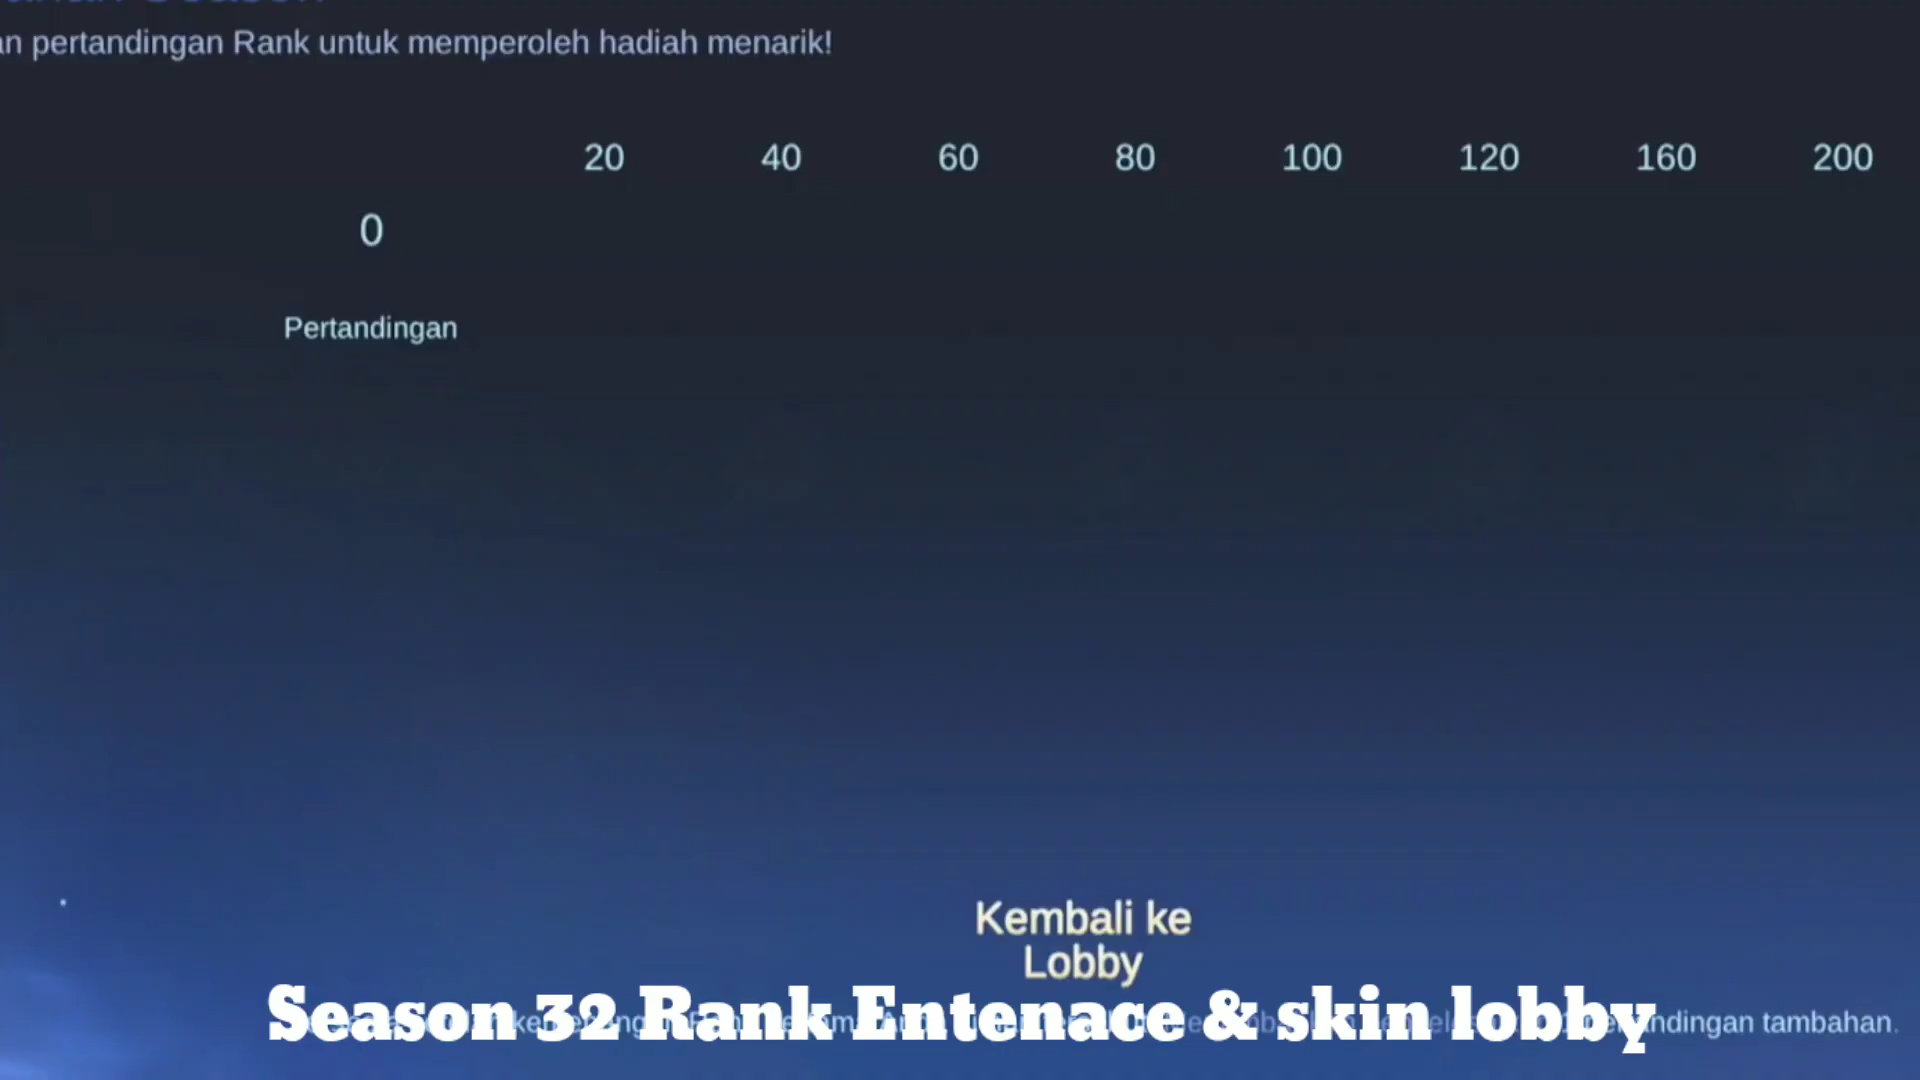 an pertandingan Rank untuk memperoleh hadiah menarik!
20 40 60 80 100 120 160 200
0
Pertandingan
Kembali ke
Lobby
Season 32 Rank Entenace & skin lobby
tambahan.